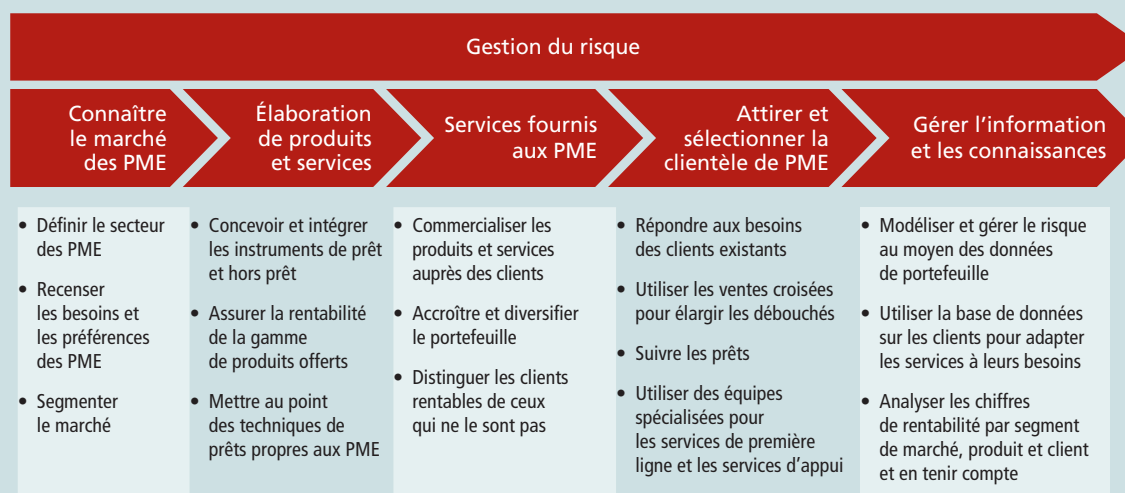 Gestion du risque
Connaître
le marché
des PME
Élaboration
de produits
et services
Services fournis
aux PME
Attirer et
sélectionner la
clientèle de PME
Gérer l'information
et les connaissances
• Définir le secteur
des PME
• Recenser
les besoins et
les préférences
des PME
• Segmenter
le marché
• Concevoir et intégrer
les instruments de prêt
et hors prêt
• Assurer la rentabilité
de la gamme
de produits offerts
• Mettre au point
des techniques de
prêts propres aux PME
• Commercialiser les
produits et services
auprès des clients
• Accroître et diversifier
le portefeuille
• Distinguer les clients
rentables de ceux
qui ne le sont pas
• Répondre aux besoins
des clients existants
• Utiliser les ventes croisées
pour élargir les débouchés
• Suivre les prêts
• Utiliser des équipes
spécialisées pour
les services de première
ligne et les services d'appui
• Modéliser et gérer le risque
au moyen des données
de portefeuille
• Utiliser la base de données
sur les clients pour adapter
les services à leurs besoins
• Analyser les chiffres
de rentabilité par segment
de marché, produit et client
et en tenir compte